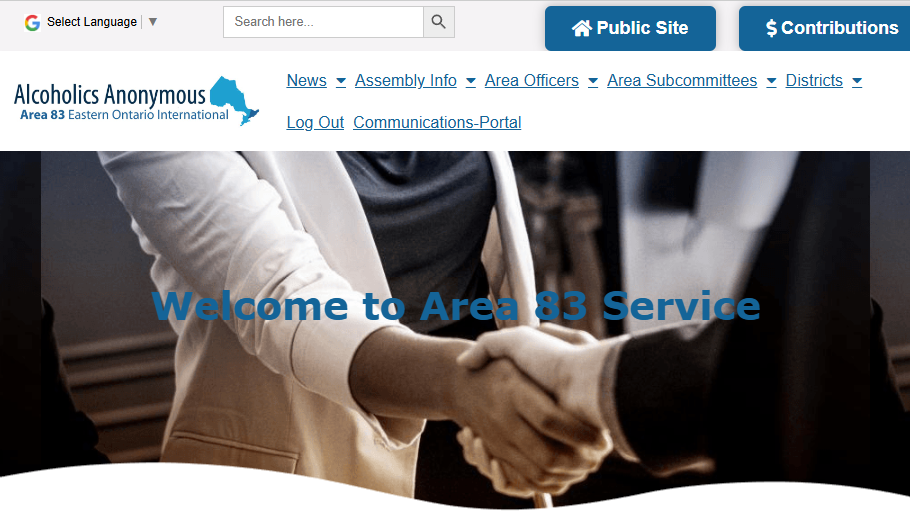 Select Language ▼
Search here...
Public Site
Contributions
Alcoholics Anonymous
Area 83 Eastern Ontario International
News Assembly Info Area Officers Area Subcommittees Districts
Log Out Communications-Portal
Welcome to Area 83 Service